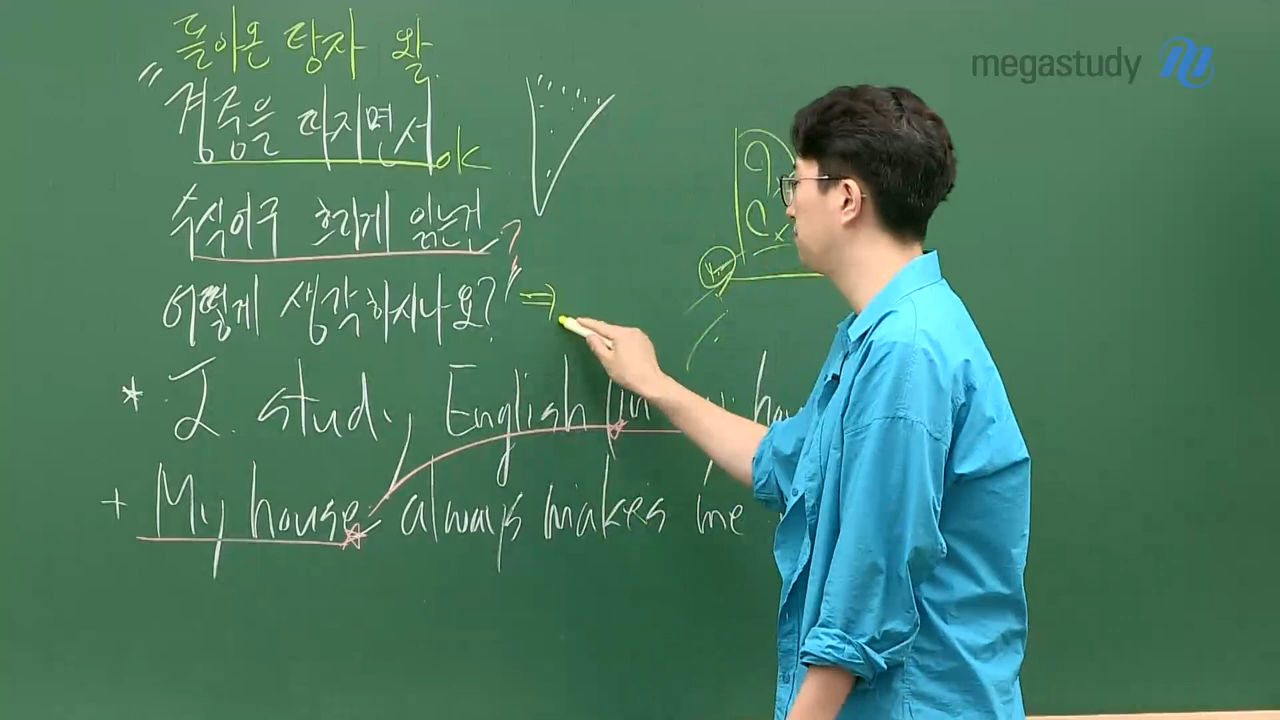 돌아온 탕자 왈
"경중을 따지면서 OK
수식어구 흐리게 읽는건?
어떻게 생각하시나요?" ⇒
* I study English (in
+ My house always makes me
megastudy